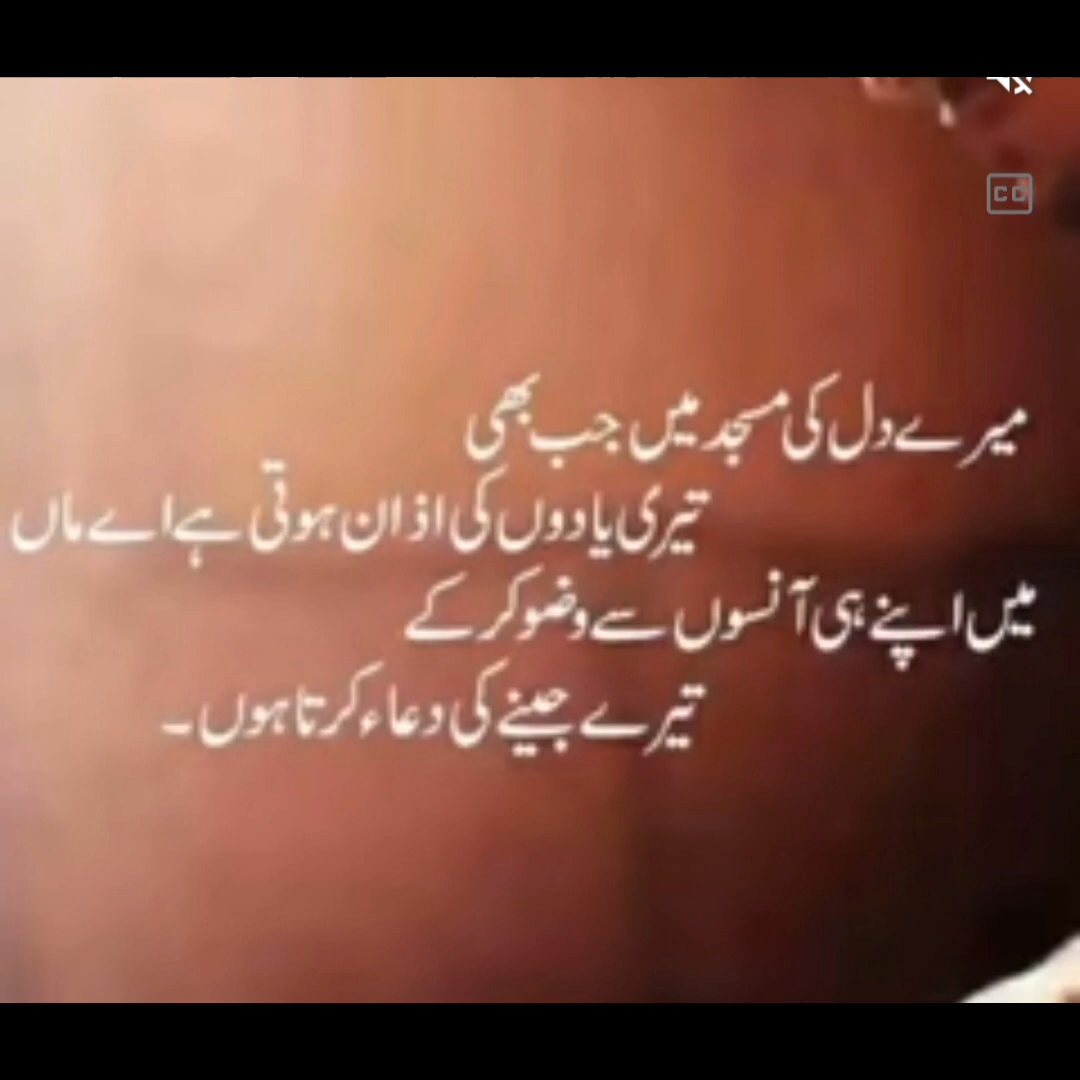 CC
میرے دل کی مسجد میں جب بھی
تیری یادوں کی اذان ہوتی ہے اے ماں
میں اپنے ہی آنسوں سے وضو کر کے
تیرے جینے کی دعاء کرتا ہوں۔